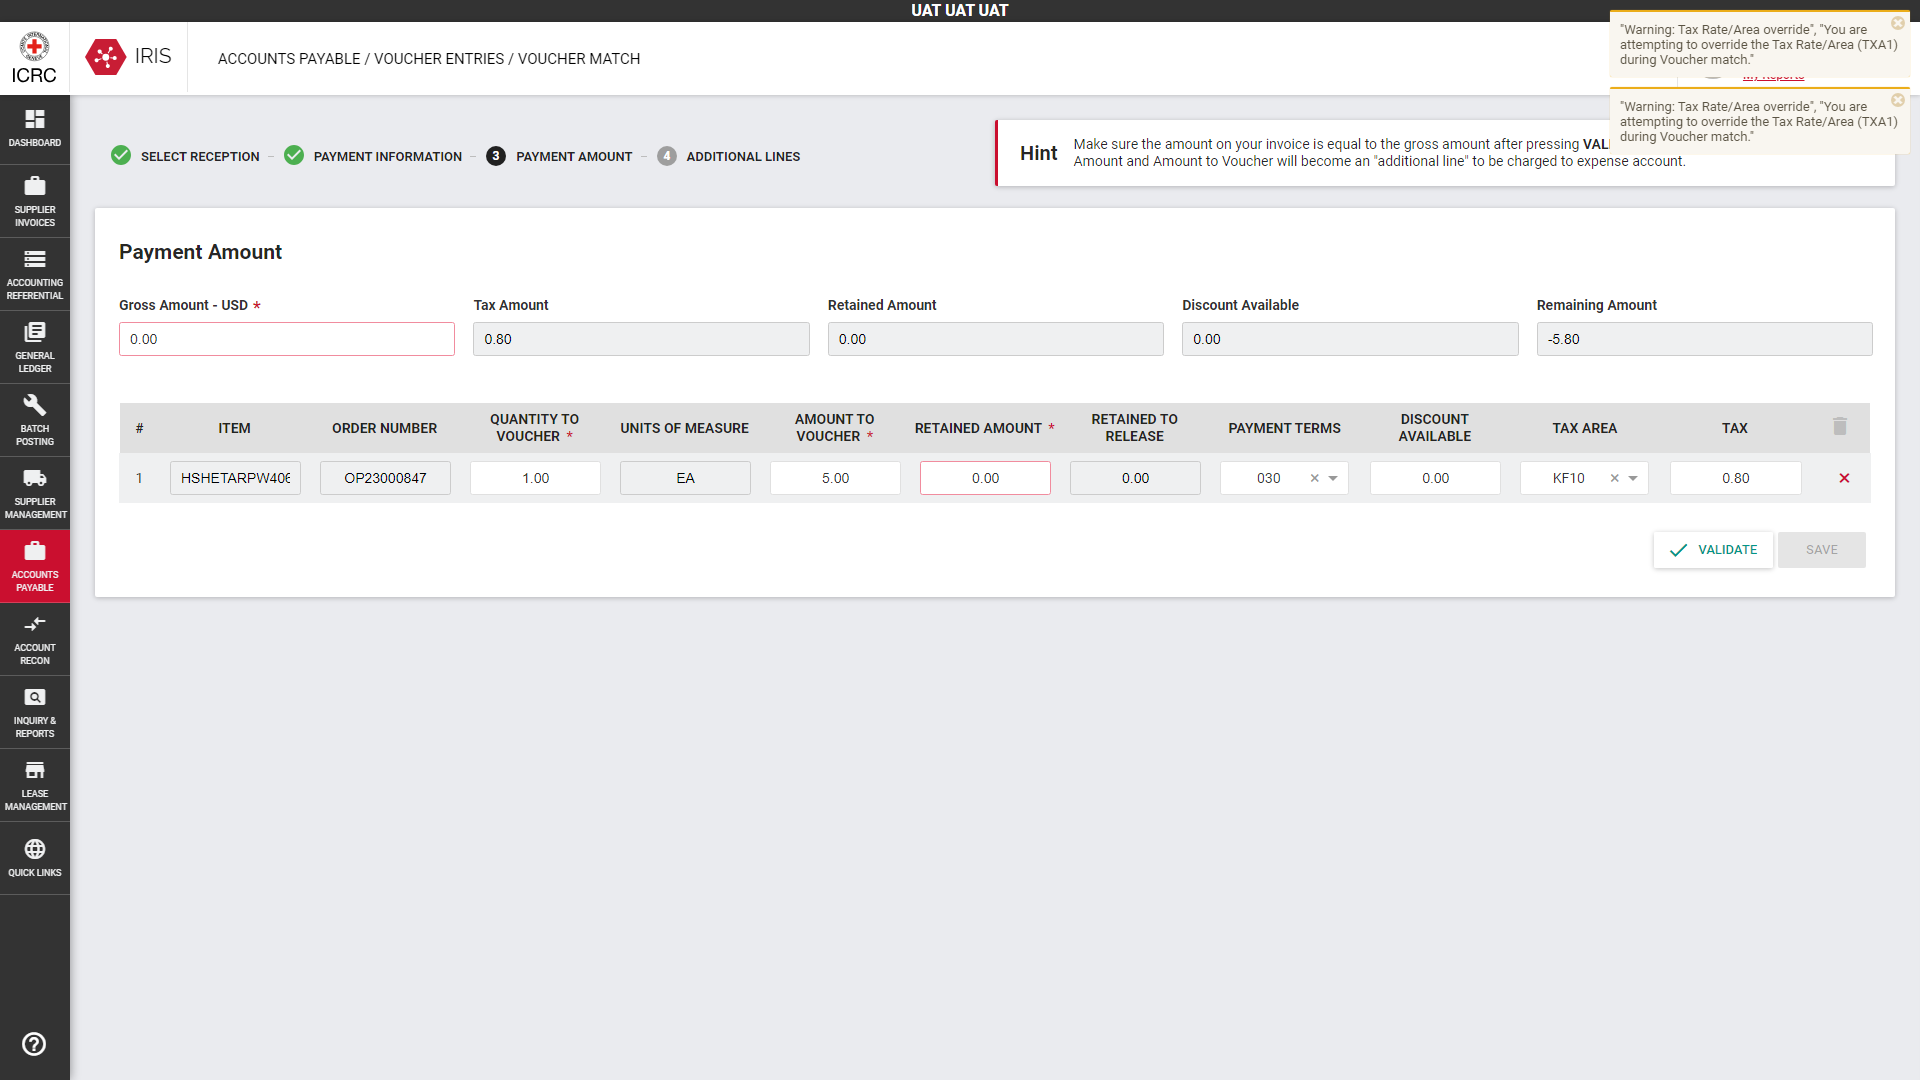 UAT UAT UAT
ICRC
IRIS
ACCOUNTS PAYABLE / VOUCHER ENTRIES / VOUCHER MATCH
"Warning: Tax Rate/Area override", "You are
attempting to override the Tax Rate/Area (TXA1)
during Voucher match."
My Reports
"Warning: Tax Rate/Area override", "You are
attempting to override the Tax Rate/Area (TXA1)
during Voucher match."
DASHBOARD
SUPPLIER
INVOICES
ACCOUNTING
REFERENTIAL
GENERAL
LEDGER
BATCH
POSTING
SUPPLIER
MANAGEMENT
ACCOUNTS
PAYABLE
ACCOUNT
RECON
INQUIRY &
REPORTS
LEASE
MANAGEMENT
QUICK LINKS
SELECT RECEPTION
PAYMENT INFORMATION
3 PAYMENT AMOUNT
4 ADDITIONAL LINES
Hint
Make sure the amount on your invoice is equal to the gross amount after pressing VAL
Amount and Amount to Voucher will become an "additional line" to be charged to expense account.
Payment Amount
Gross Amount - USD * Tax Amount Retained Amount Discount Available Remaining Amount
0.00 0.80 0.00 0.00 -5.80
# ITEM ORDER NUMBER QUANTITY TO VOUCHER * UNITS OF MEASURE AMOUNT TO VOUCHER * RETAINED AMOUNT * RETAINED TO RELEASE PAYMENT TERMS DISCOUNT AVAILABLE TAX AREA TAX
1 HSHETARPW406 OP23000847 1.00 EA 5.00 0.00 0.00 030 0.00 KF10 0.80
VALIDATE SAVE